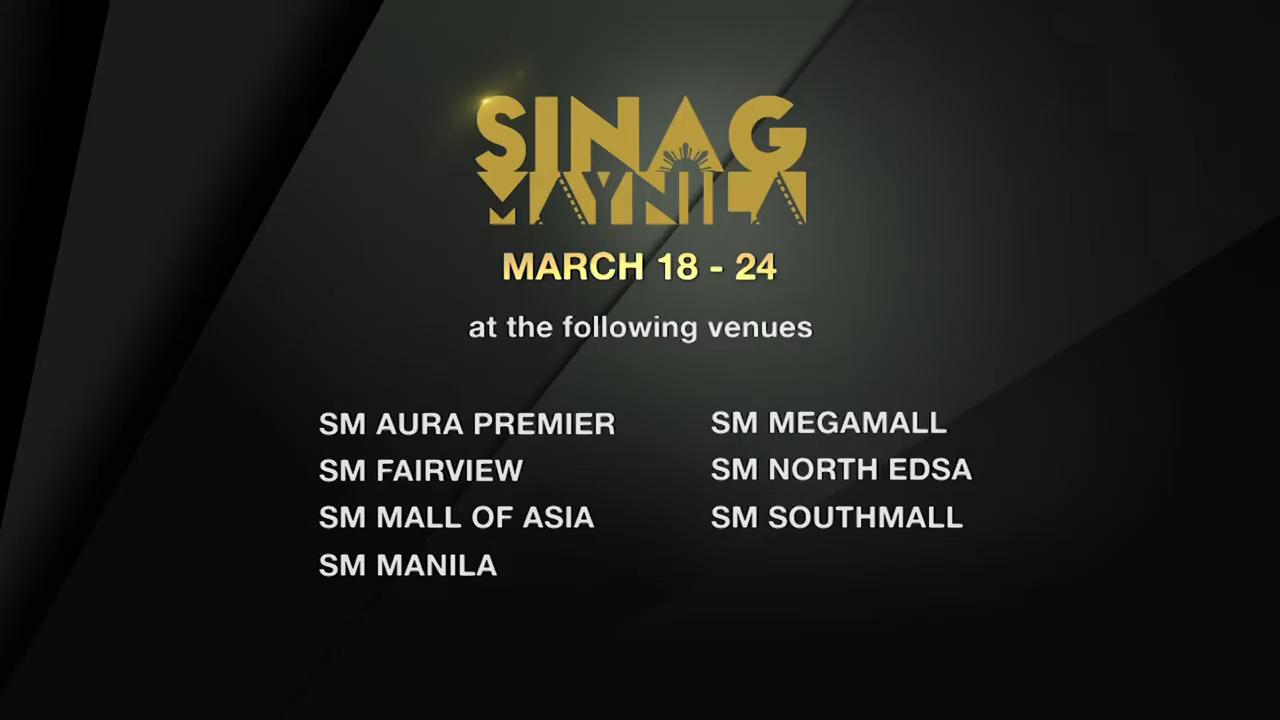 SINAG
MAYNILA
MARCH 18 - 24
at the following venues
SM AURA PREMIER
SM FAIRVIEW
SM MALL OF ASIA
SM MANILA
SM MEGAMALL
SM NORTH EDSA
SM SOUTHMALL